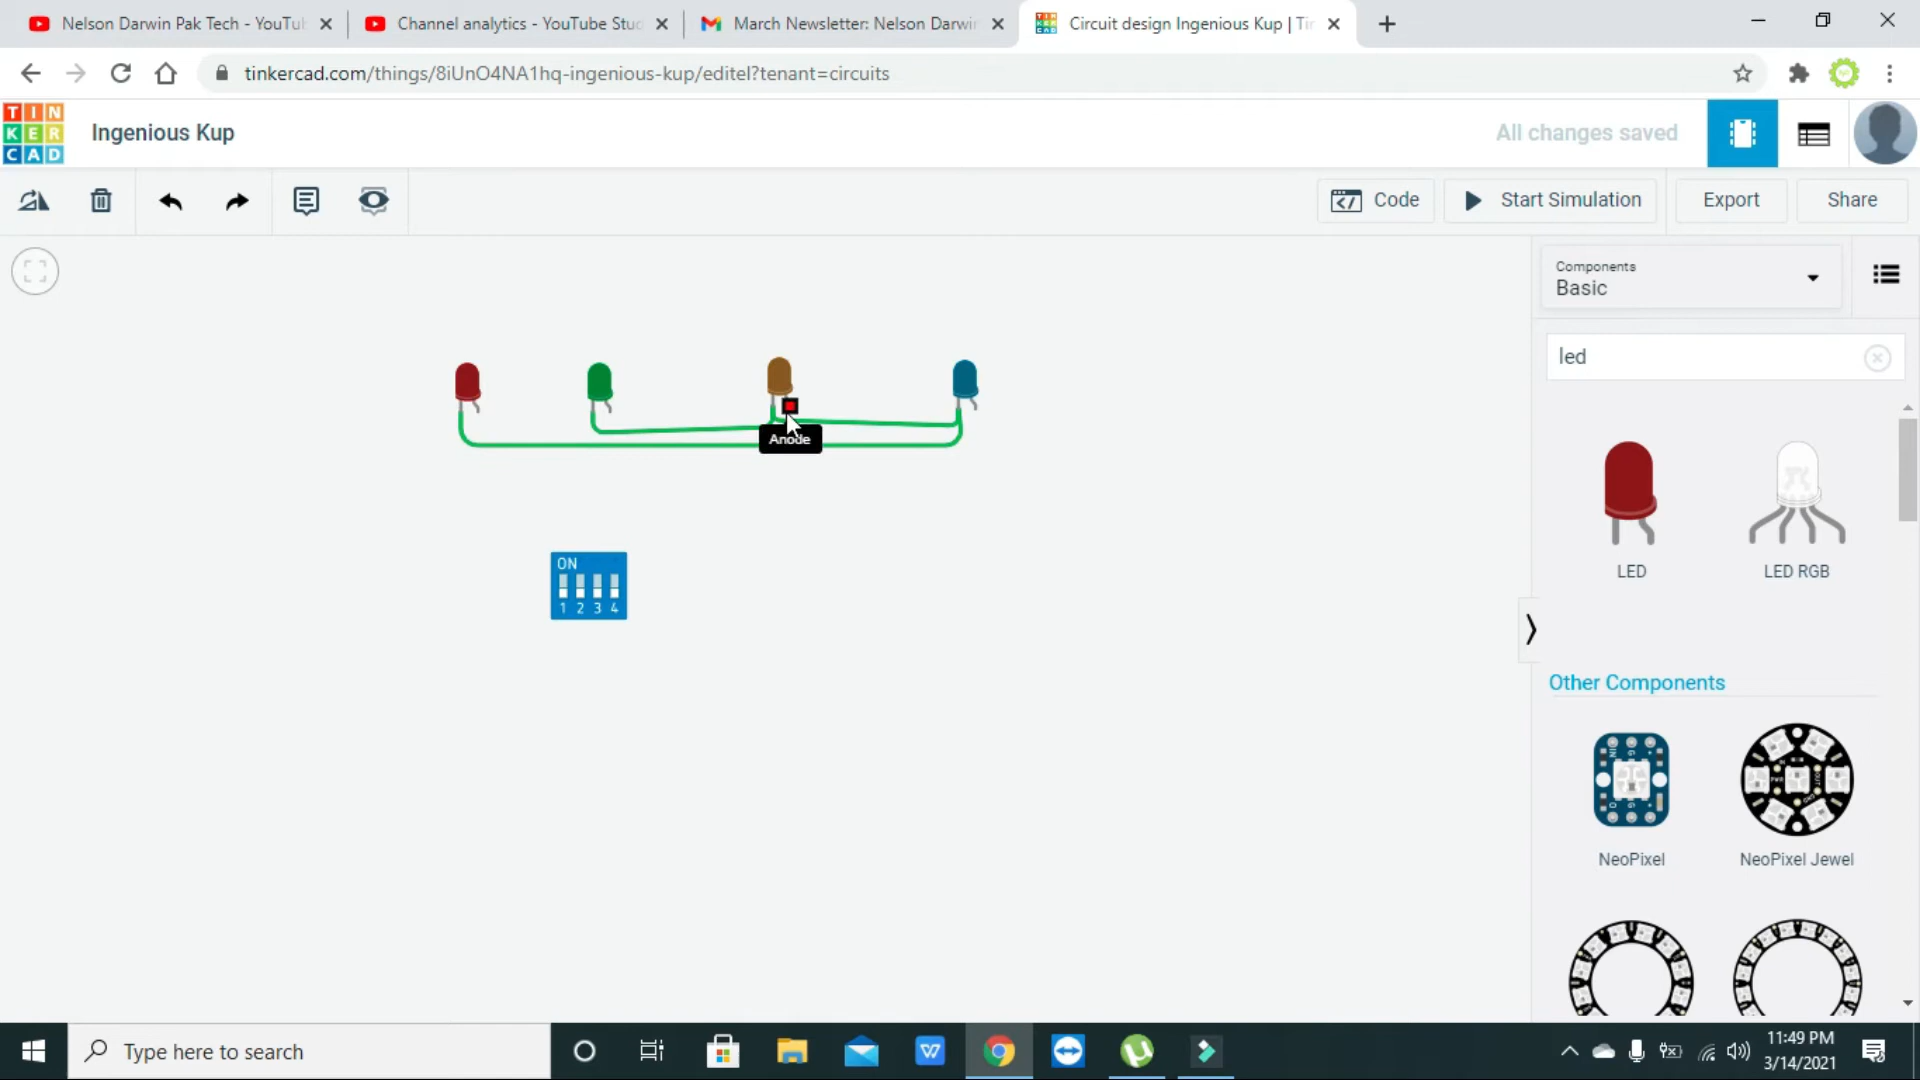 Nelson Darwin Pak Tech - YouTu
Channel analytics - YouTube Stu
March Newsletter: Nelson Darwi
Circuit design Ingenious Kup | Ti
tinkercad.com/things/8iUnO4NA1hq-ingenious-kup/editel?tenant=circuits
TIN
KER
CAD
Ingenious Kup
All changes saved
Code
Start Simulation
Export
Share
Components
Basic
led
Anode
LED
LED RGB
ON
1 2 3 4
Other Components
NeoPixel
NeoPixel Jewel
Type here to search
11:49 PM
3/14/2021